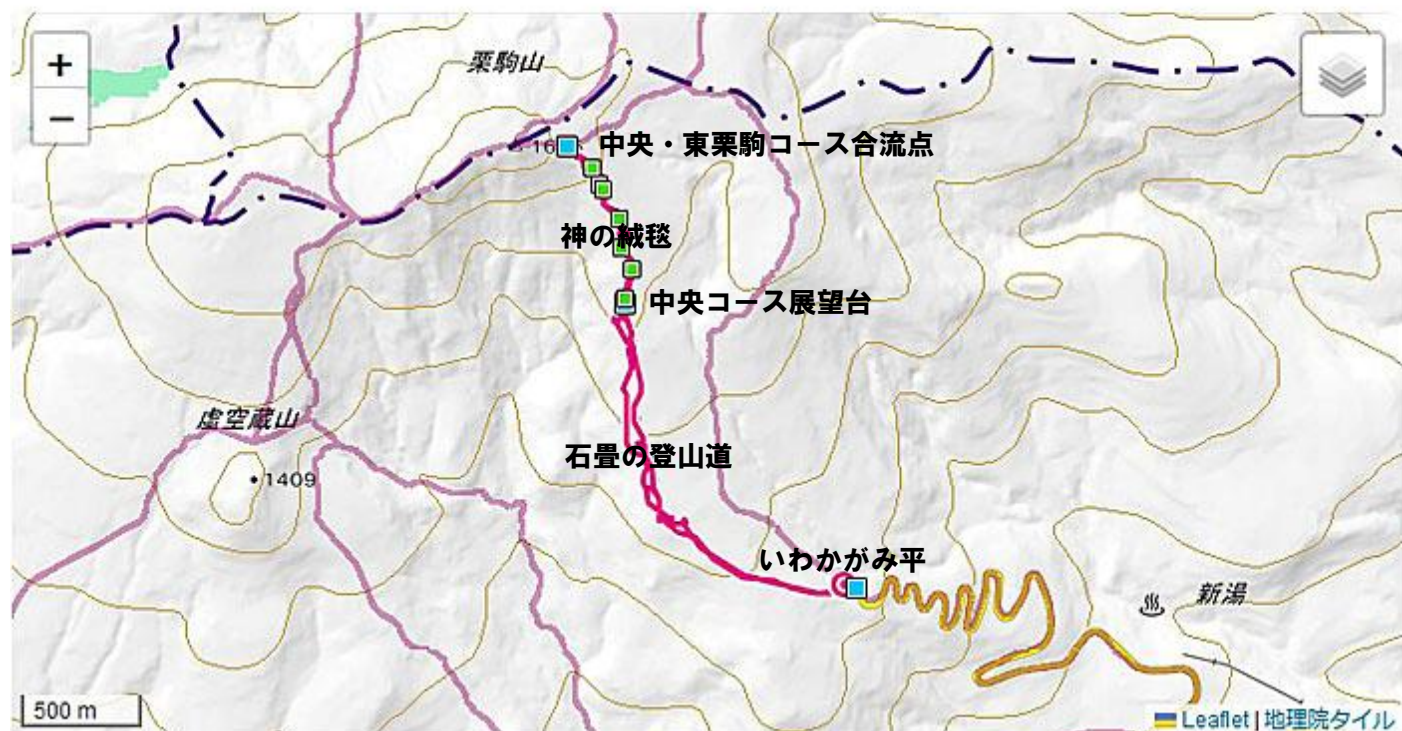 +
−
栗駒山
中央・東栗駒コース合流点
神の絨毯
中央コース展望台
虚空蔵山
1409
石畳の登山道
いわかがみ平
新湯
500 m
Leaflet | 地理院タイル